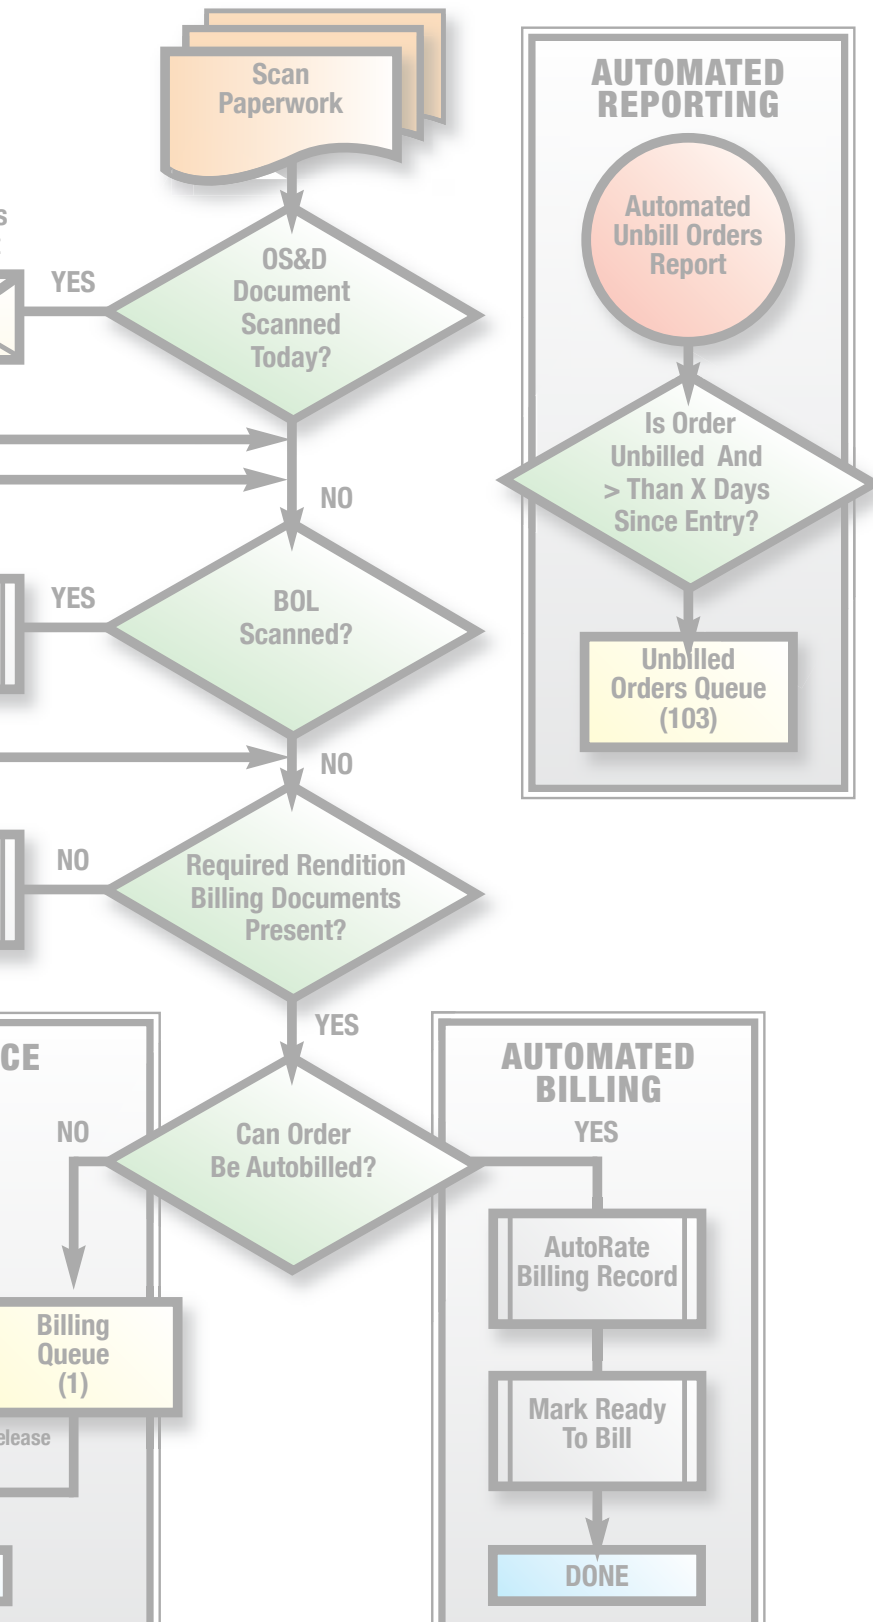 Scan
Paperwork
AUTOMATED
REPORTING
Automated
Unbill Orders
Report
YES
OS&D
Document
Scanned
Today?
Is Order
Unbilled And
> Than X Days
Since Entry?
NO
YES
BOL
Scanned?
Unbilled
Orders Queue
(103)
NO
NO
Required Rendition
Billing Documents
Present?
YES
CE
AUTOMATED
BILLING
NO
Can Order
Be Autobilled?
YES
AutoRate
Billing Record
Billing
Queue
(1)
elease
Mark Ready
To Bill
DONE